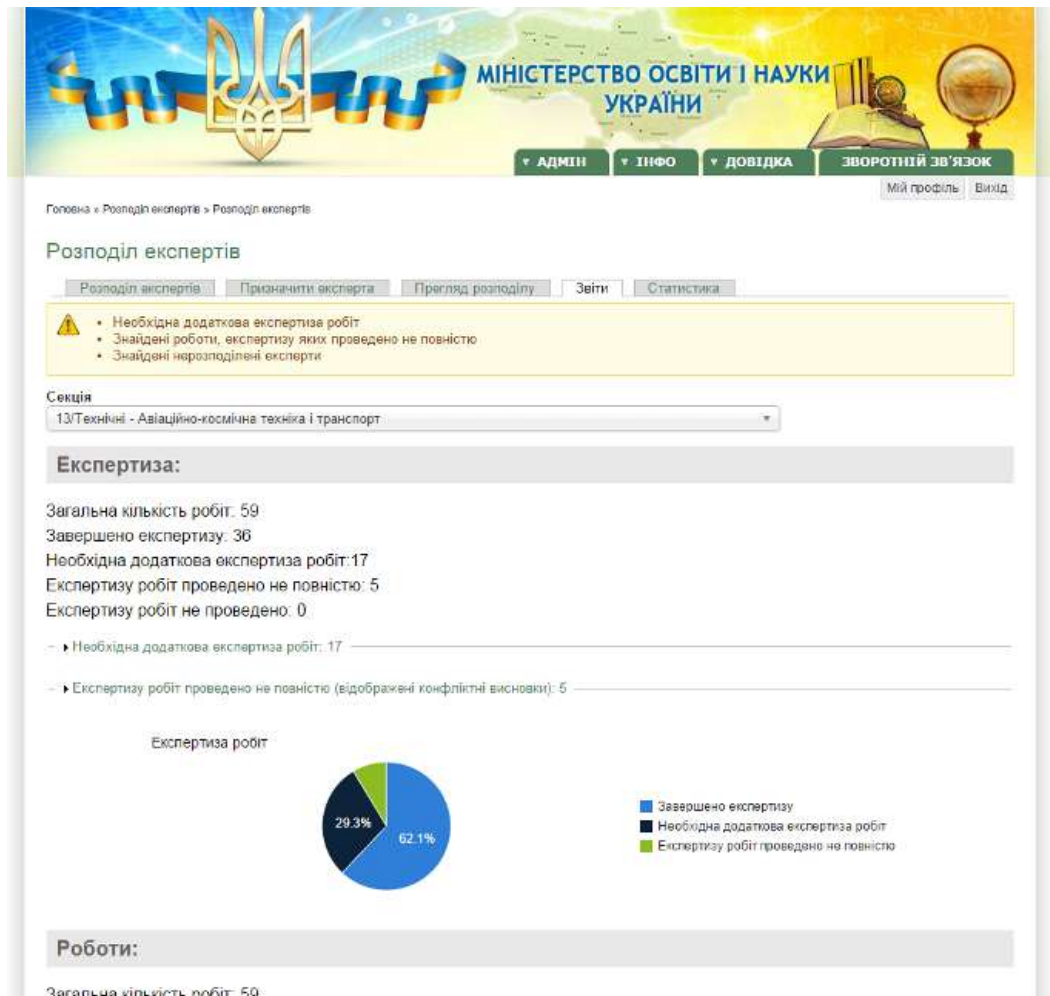 МІНІСТЕРСТВО ОСВІТИ І НАУКИ
УКРАЇНИ
АДМІН ІНФО ДОВІДКА ЗВОРОТНІЙ ЗВ'ЯЗОК
Мій профіль Вихід
Головна » Розподіл експертів » Розподіл експертів
Розподіл експертів
Розподіл експертів Призначити експерта Прегляд розподілу Звіти Статистика
• Необхідна додаткова експертиза робіт
• Знайдені роботи, експертизу яких проведено не повністю
• Знайдені нерозподілені експерти
Секція
13/Технічні - Авіаційно-космічна техніка і транспорт
Експертиза:
Загальна кількість робіт: 59
Завершено експертизу: 36
Необхідна додаткова експертиза робіт:17
Експертизу робіт проведено не повністю: 5
Експертизу робіт не проведено: 0
Необхідна додаткова експертиза робіт: 17
Експертизу робіт проведено не повністю (відображені конфліктні висновки): 5
Експертиза робіт
29.3%
62.1%
Завершено експертизу
Необхідна додаткова експертиза робіт
Експертизу робіт проведено не повністю
Роботи:
Загальна кількість робіт: 59